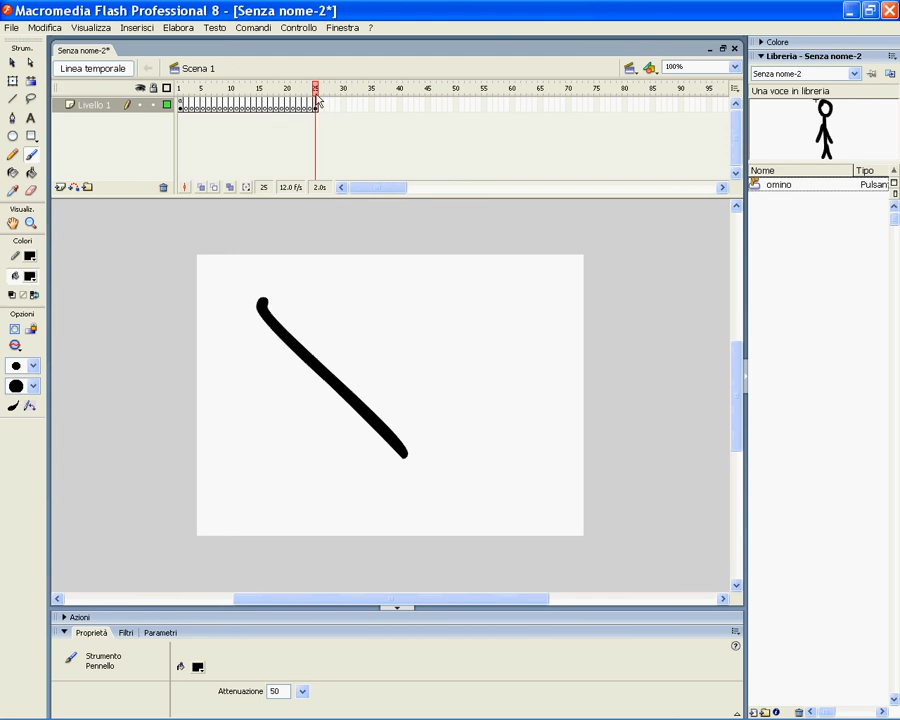 Macromedia Flash Professional 8 - [Senza nome-2*]
File Modifica Visualizza Inserisci Elabora Testo Comandi Controllo Finestra ?
Strum.
Senza nome-2*
Colore
Libreria - Senza nome-2
Linea temporale
Scena 1
100%
Senza nome-2
1 5 10 15 20 25 30 35 40 45 50 55 60 65 70 75 80 85 90 95
Una voce in libreria
Livello 1
Nome Tipo
omino Pulsan
25 12.0 F/s 2.0s
Visualiz.
Colori
Opzioni
Azioni
Proprietà Filtri Parametri
Strumento
Pennello
Attenuazione 50